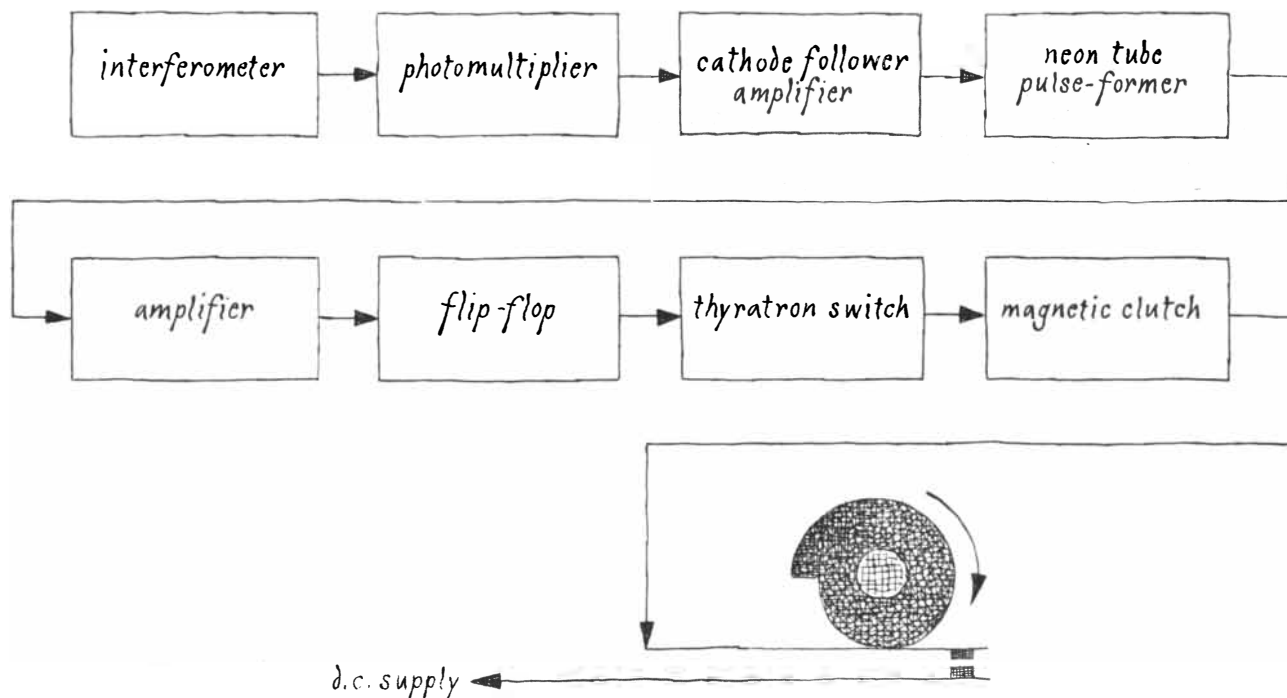 interferometer
photomultiplier
cathode follower
amplifier
neon tube
pulse-former
amplifier
flip-flop
thyratron switch
magnetic clutch
d.c. supply